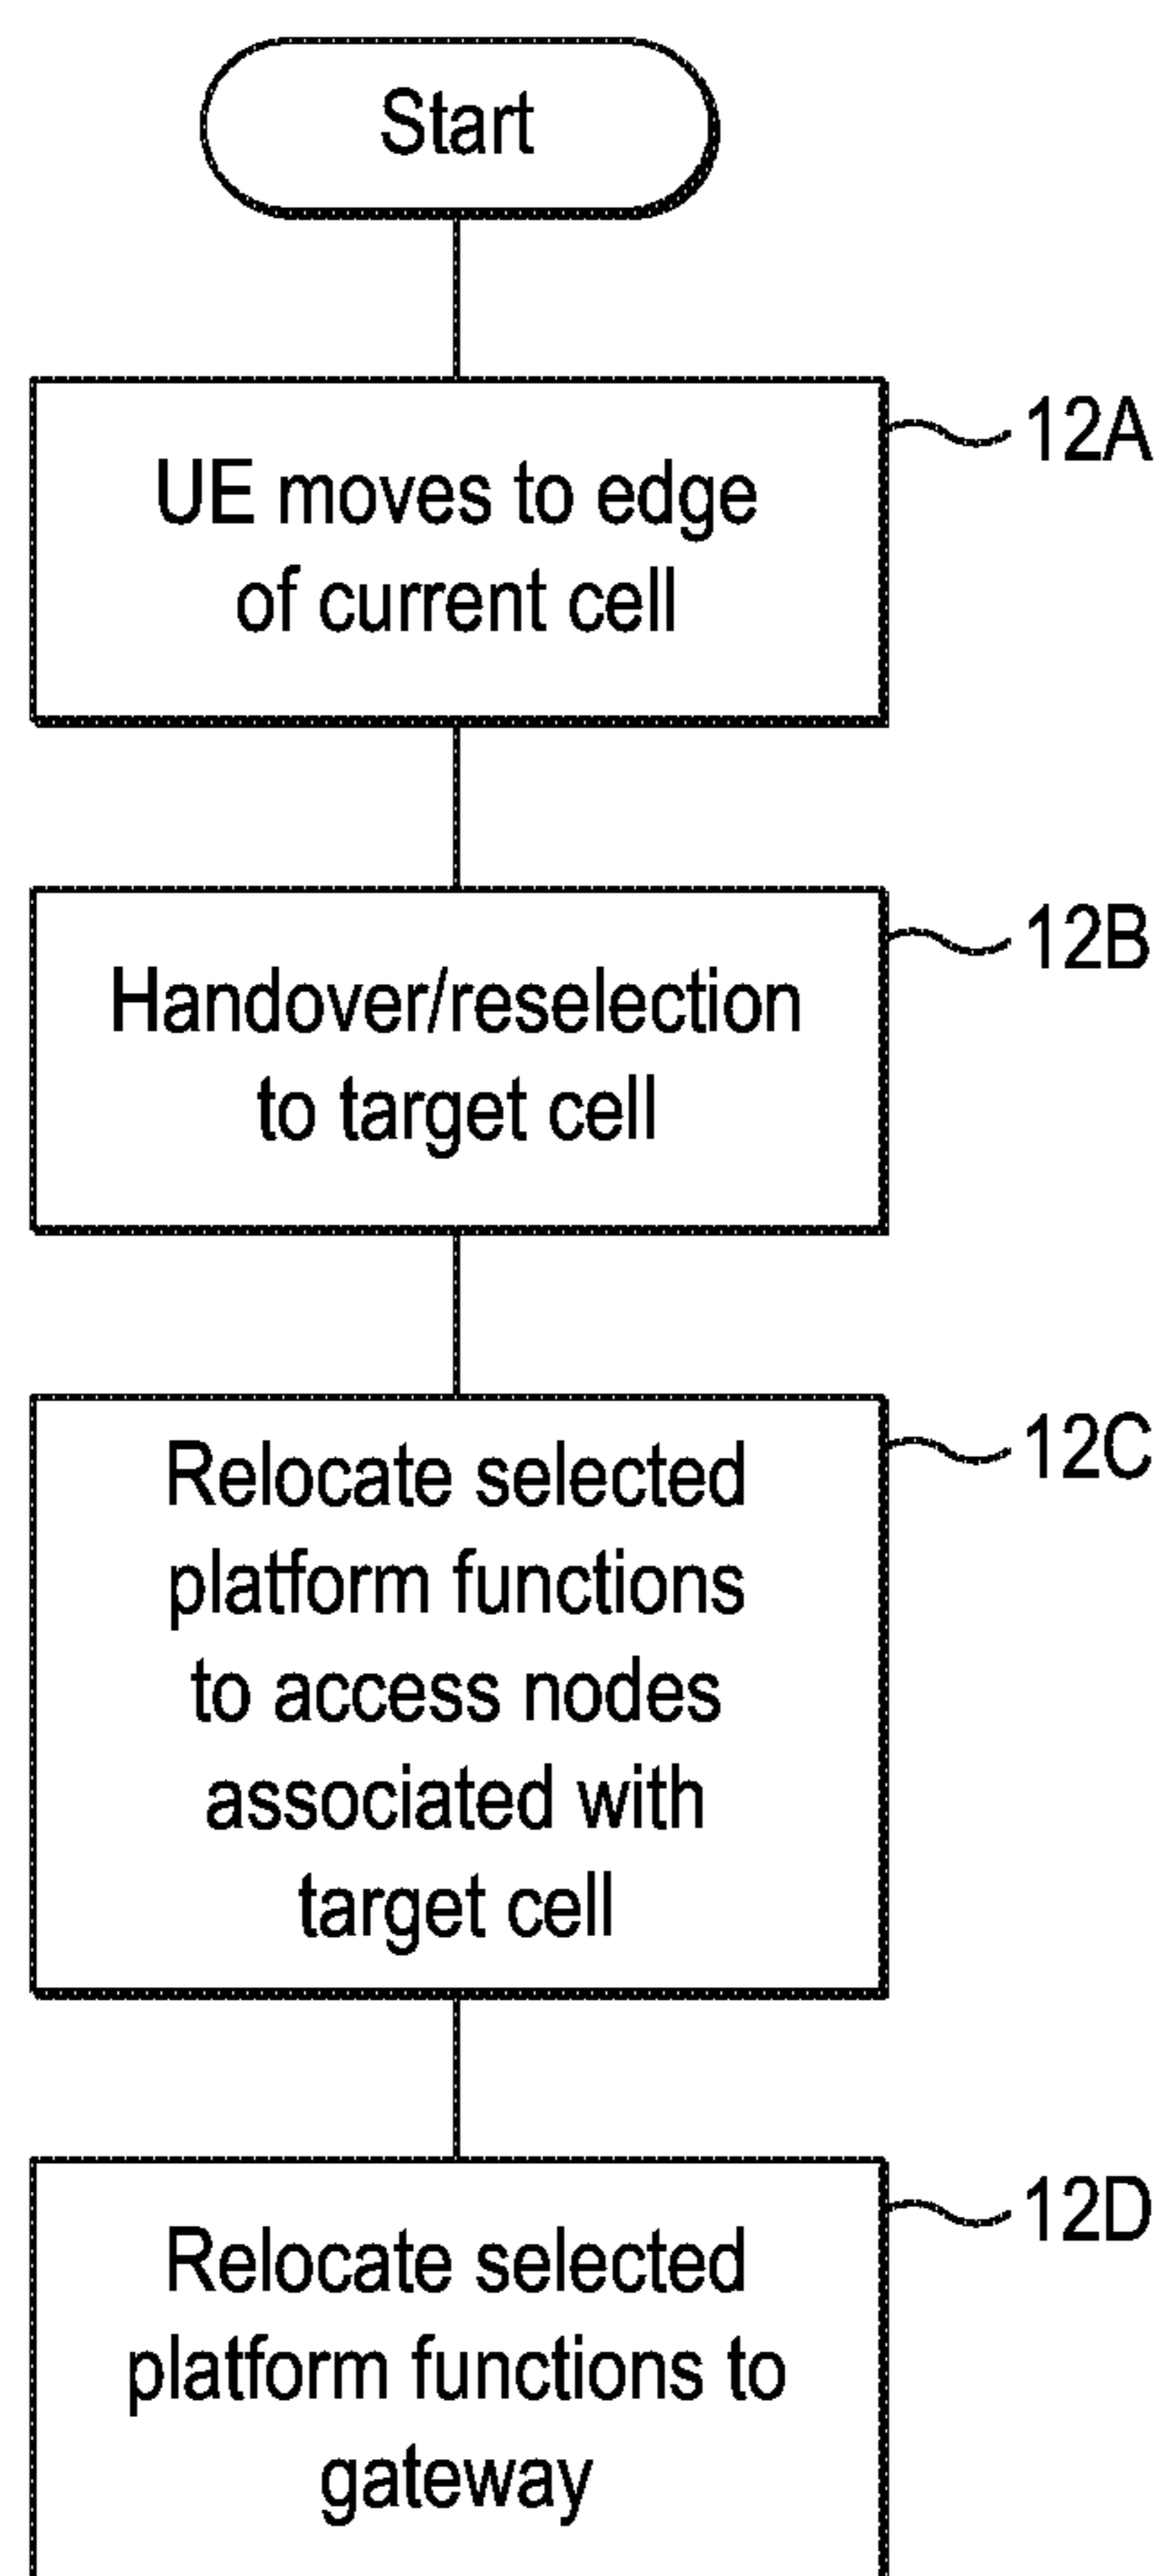 Start
12A
UE moves to edge
of current cell
12B
Handover/reselection
to target cell
12C
Relocate selected
platform functions
to access nodes
associated with
target cell
12D
Relocate selected
platform functions to
gateway